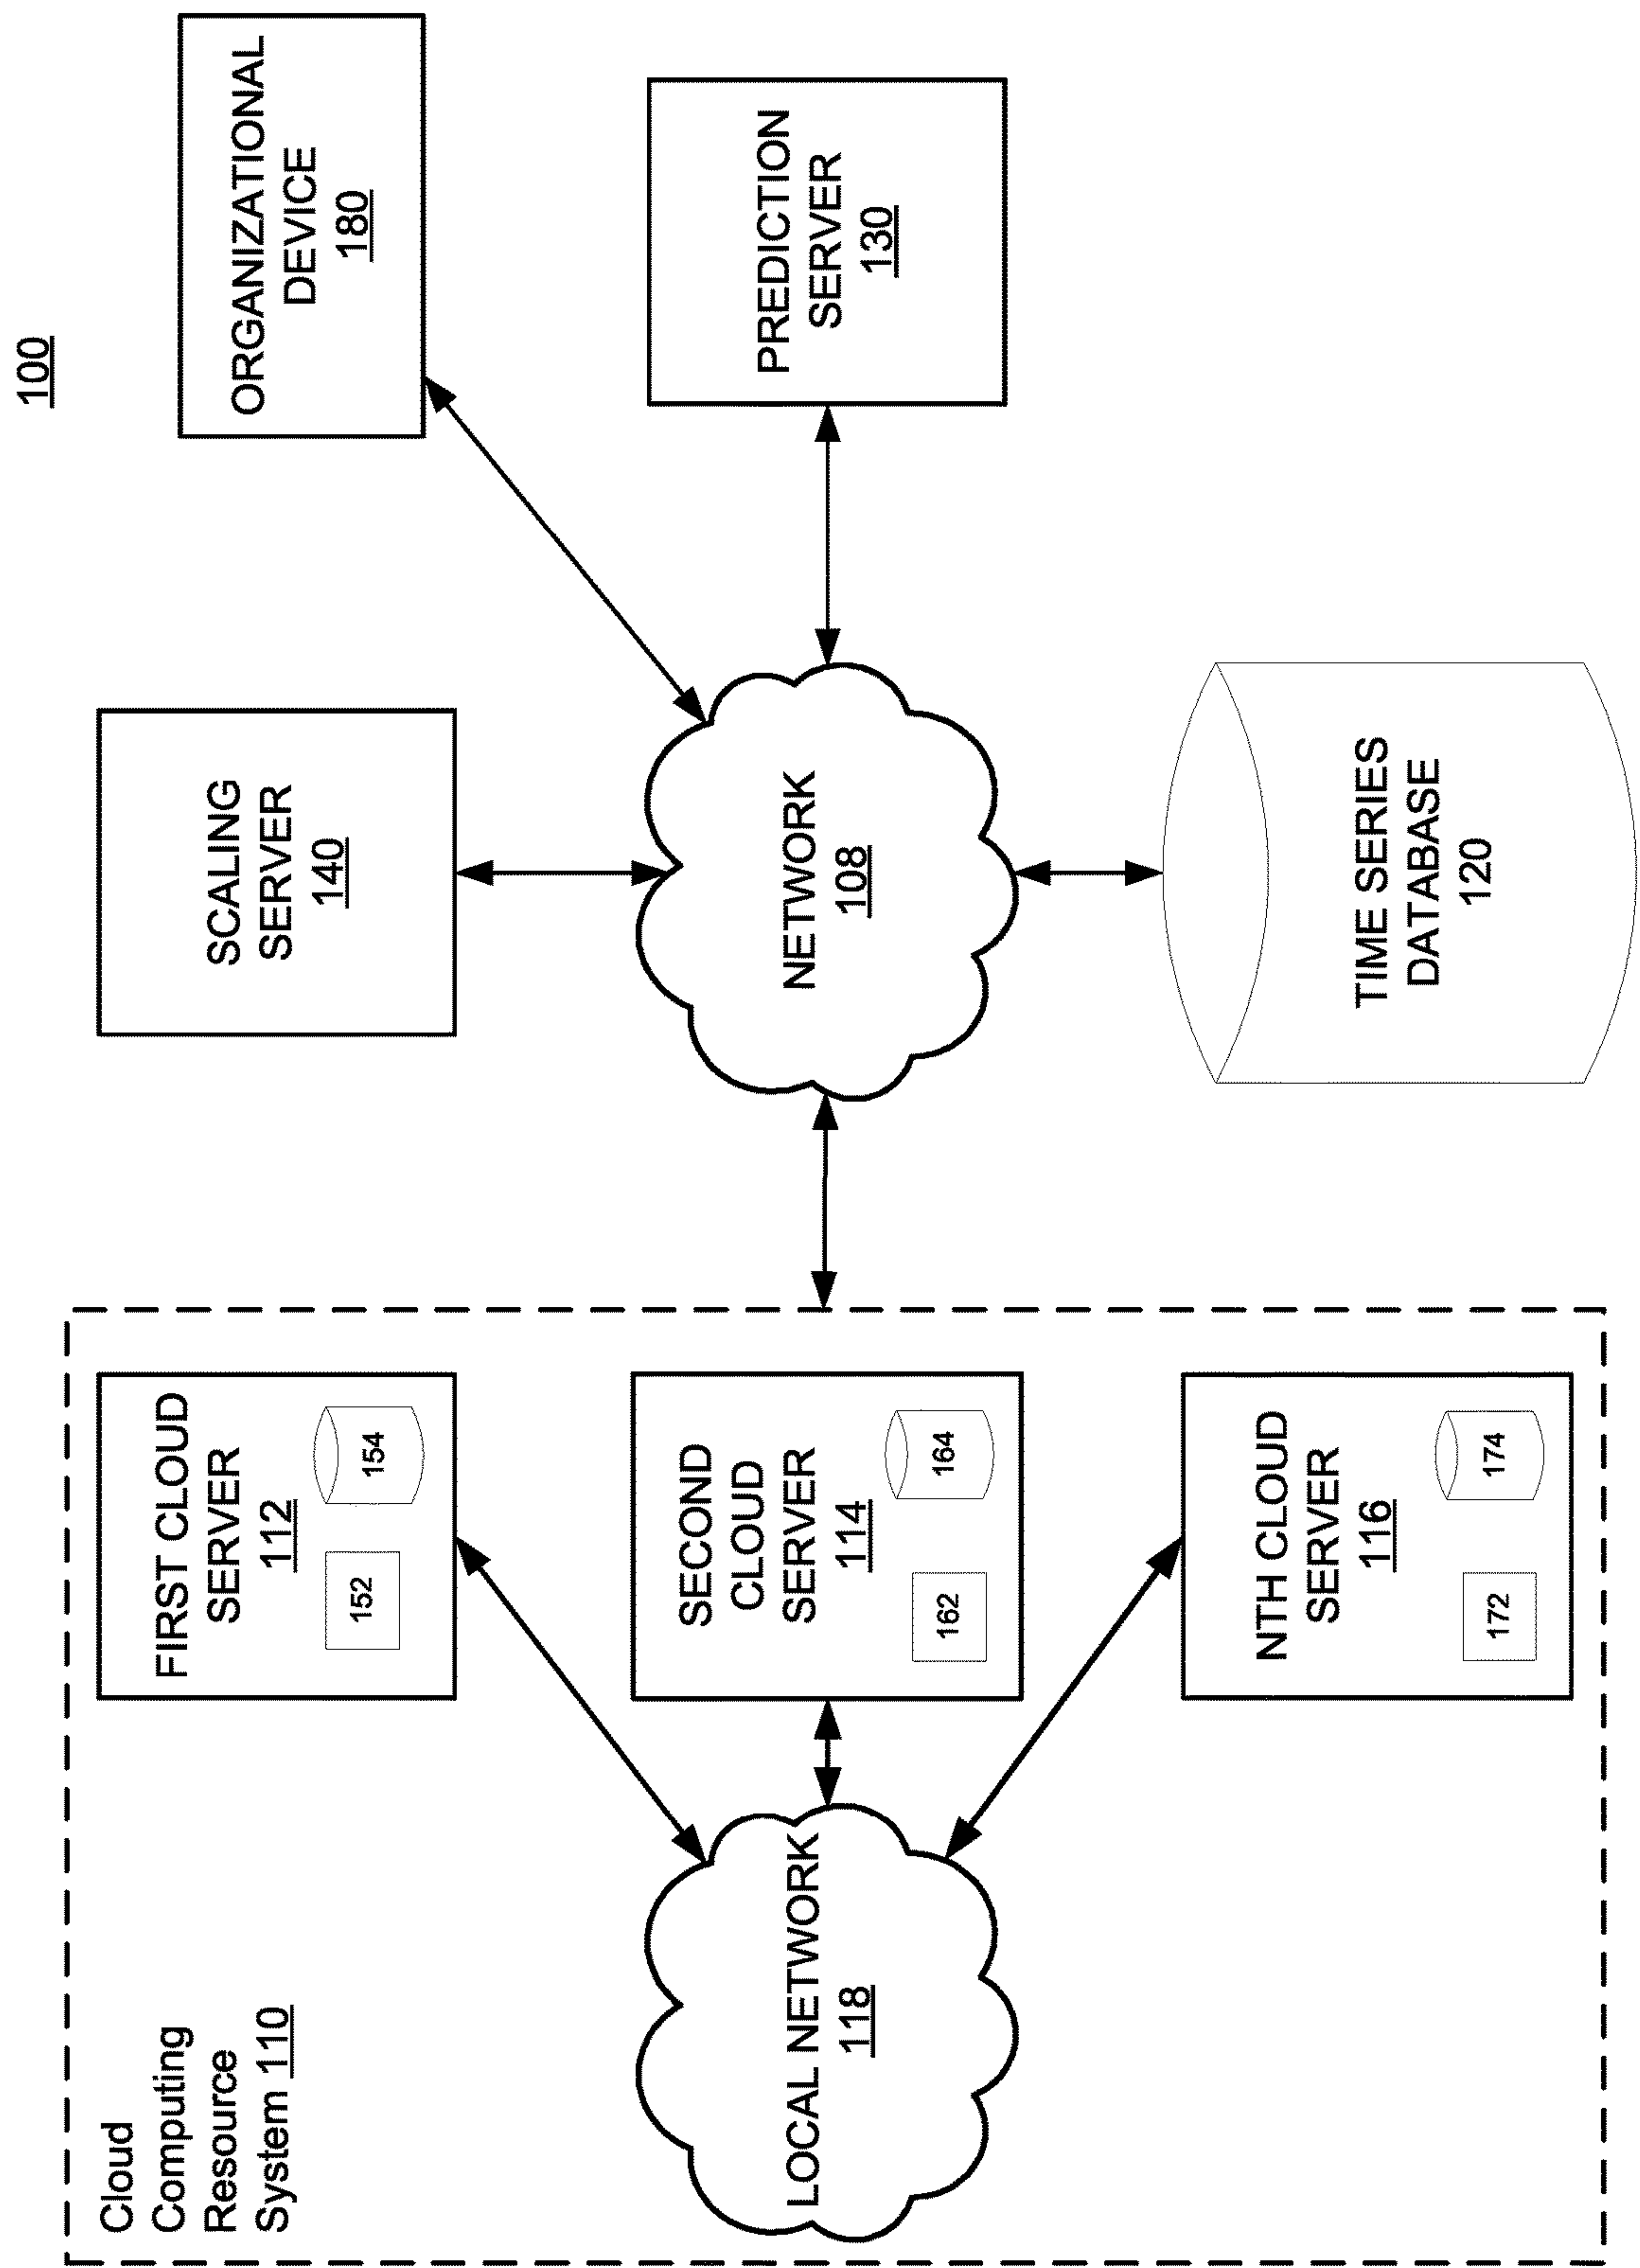 100
Cloud
Computing
Resource
System 110
FIRST CLOUD
SERVER
112
152
154
SCALING
SERVER
140
ORGANIZATIONAL
DEVICE
180
LOCAL NETWORK
118
SECOND
CLOUD
SERVER
114
162
164
NETWORK
108
PREDICTION
SERVER
130
NTH CLOUD
SERVER
116
172
174
TIME SERIES
DATABASE
120